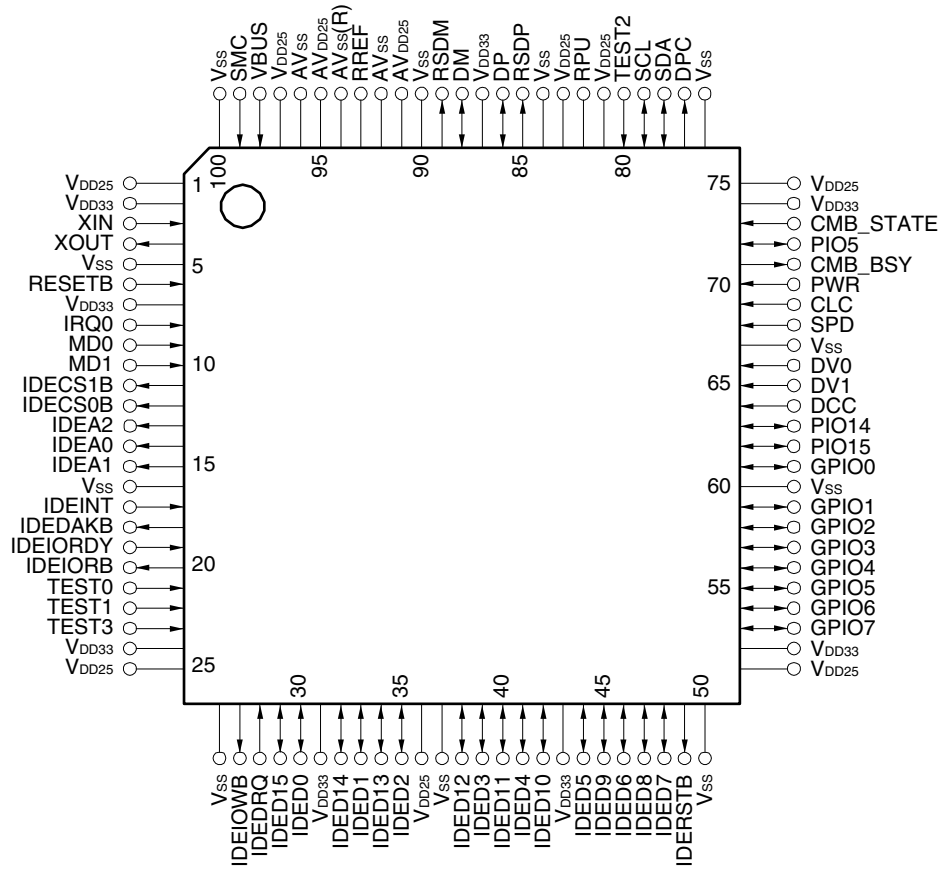 VSS
SMC
VBUS
VDD25
AVSS
AVDD25
AVSS(R)
RREF
AVSS
AVDD25
VSS
RSDM
DM
VDD33
DP
RSDP
VSS
VDD25
RPU
VDD25
TEST2
SCL
SDA
DPC
VSS
100
95
90
85
80
VDD25
VDD33
XIN
XOUT
VSS
RESETB
VDD33
IRQ0
MD0
MD1
IDECS1B
IDECS0B
IDEA2
IDEA0
IDEA1
VSS
IDEINT
IDEDAKB
IDEIORDY
IDEIORB
TEST0
TEST1
TEST3
VDD33
VDD25
1
5
10
15
20
25
75
70
65
60
55
VDD25
VDD33
CMB_STATE
PIO5
CMB_BSY
PWR
CLC
SPD
VSS
DV0
DV1
DCC
PIO14
PIO15
GPIO0
VSS
GPIO1
GPIO2
GPIO3
GPIO4
GPIO5
GPIO6
GPIO7
VDD33
VDD25
30
35
40
45
50
VSS
IDEIOWB
IDEDRQ
IDED15
IDED0
VDD33
IDED14
IDED1
IDED13
IDED2
VDD25
VSS
IDED12
IDED3
IDED11
IDED4
IDED10
VDD33
IDED5
IDED9
IDED6
IDED8
IDED7
IDERSTB
VSS